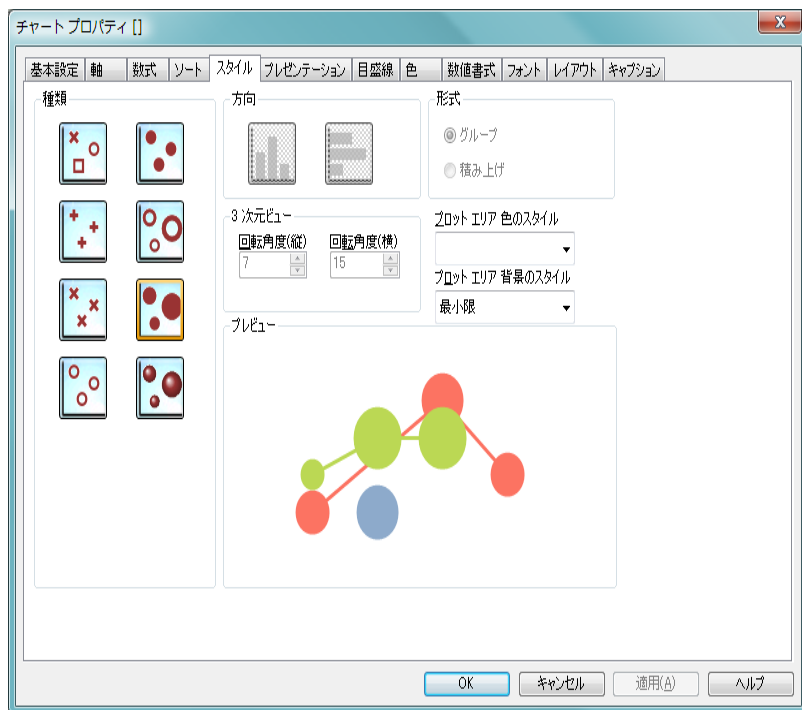 チャート プロパティ []
基本設定 軸 数式 ソート スタイル プレゼンテーション 目盛線 色 数値書式 フォント レイアウト キャプション
種類
方向
形式
グループ
積み上げ
3 次元ビュー
回転角度(縦) 回転角度(横)
7 15
プロット エリア 色のスタイル
プロット エリア 背景のスタイル
最小限
プレビュー
OK キャンセル 適用(A) ヘルプ